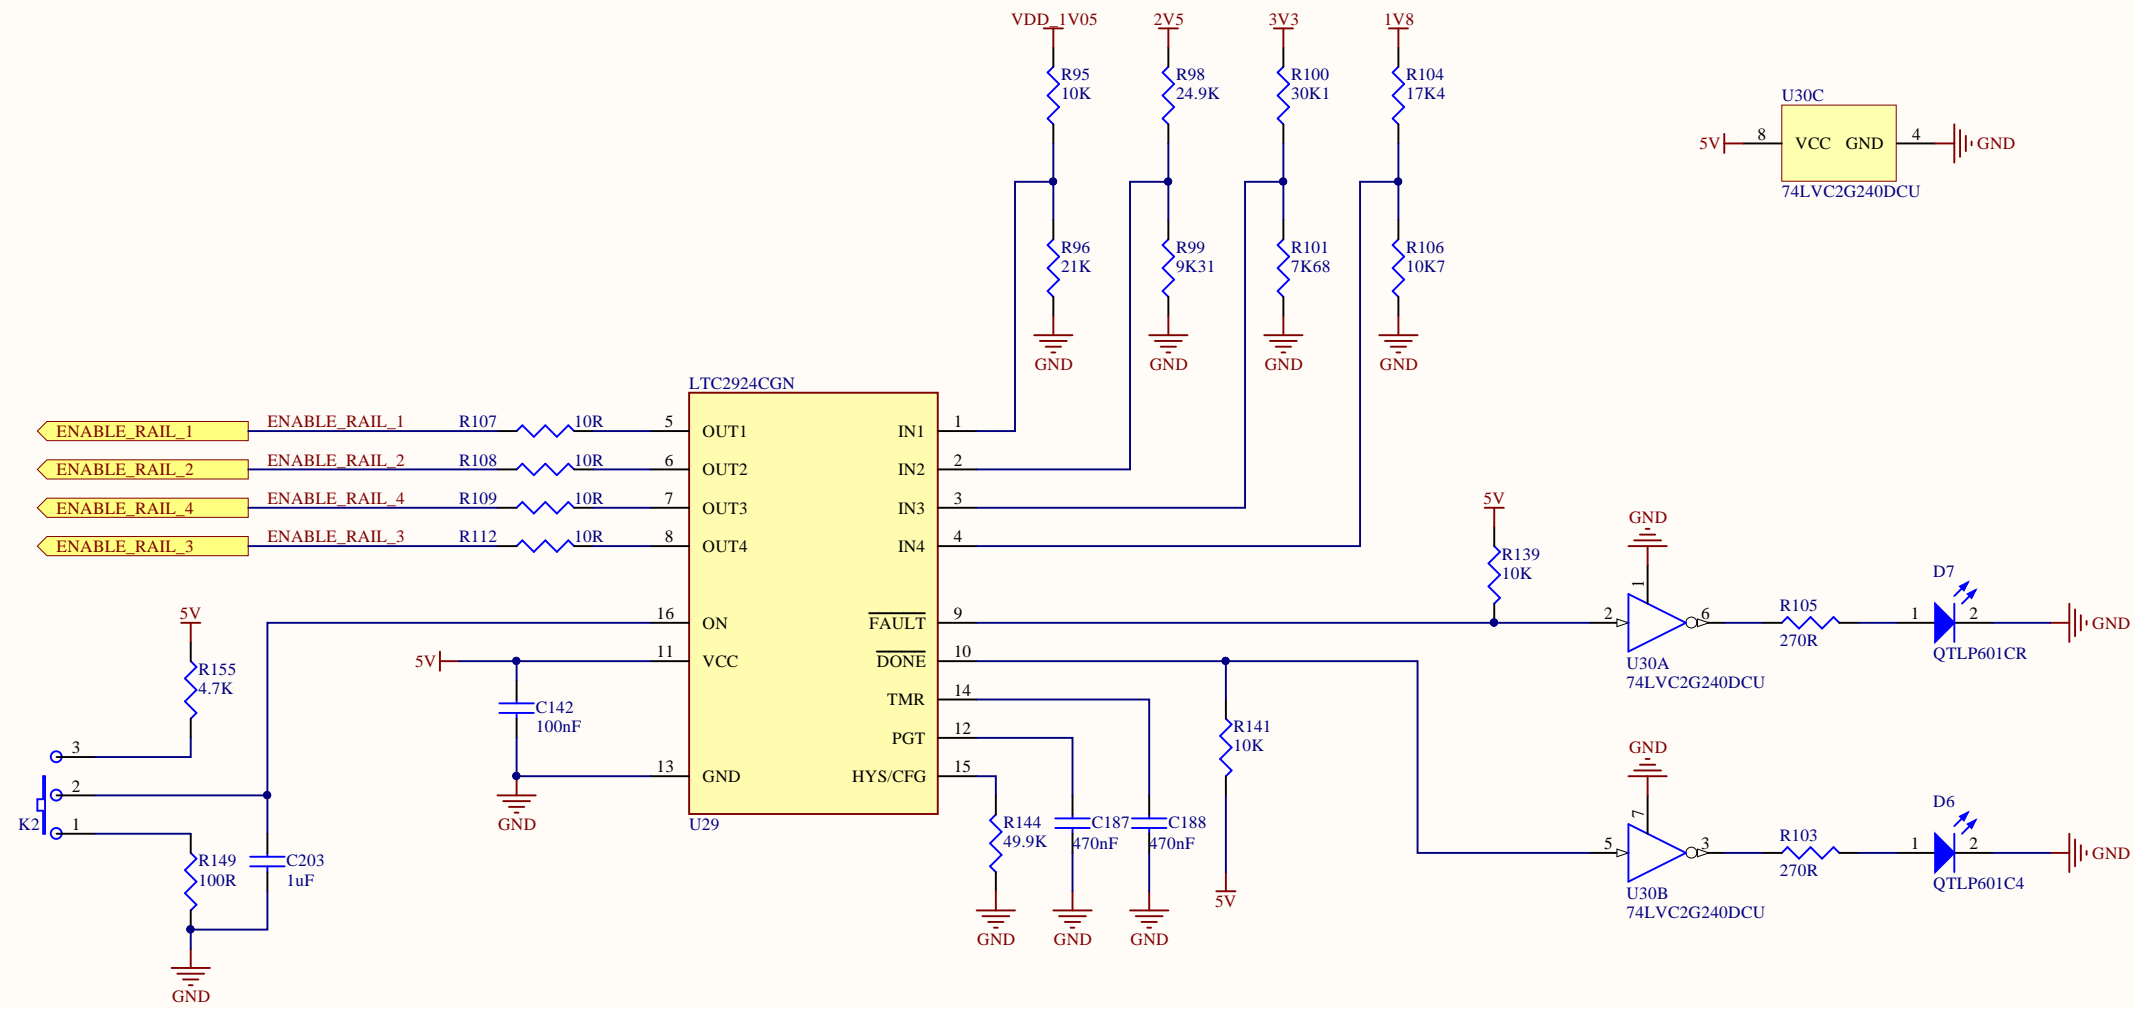 VDD_1V05 2V5 3V3 1V8
R95 R98 R100 R104
10K 24.9K 30K1 17K4
U30C
5V 8 VCC GND 4 GND
74LVC2G240DCU
R96 R99 R101 R106
21K 9K31 7K68 10K7
GND GND GND GND
LTC2924CGN
ENABLE_RAIL_1 ENABLE_RAIL_1 R107 10R 5 OUT1 IN1 1
ENABLE_RAIL_2 ENABLE_RAIL_2 R108 10R 6 OUT2 IN2 2
ENABLE_RAIL_4 ENABLE_RAIL_4 R109 10R 7 OUT3 IN3 3
ENABLE_RAIL_3 ENABLE_RAIL_3 R112 10R 8 OUT4 IN4 4
5V GND
R139 10K
1
D7
5V 16 ON FAULT 9 2 6 R105 1 2 GND
270R QTLP601CR
U30A
74LVC2G240DCU
R155
4.7K
5V 11 VCC DONE 10
TMR 14
C142
100nF
PGT 12
R141
10K
3
2
1
K2
13 GND HYS/CFG 15
GND
U29
R149
100R
C203
1uF
GND
R144
49.9K
C187
470nF
C188
470nF
5V
GND GND GND
GND
7
D6
5 3 R103 1 2 GND
270R QTLP601C4
U30B
74LVC2G240DCU